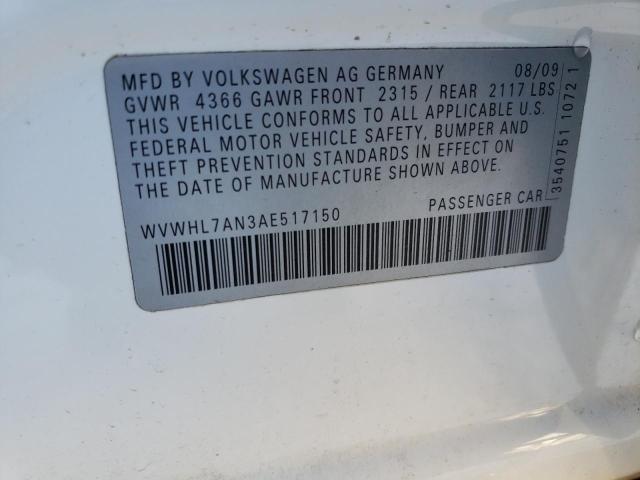 MFD BY VOLKSWAGEN AG GERMANY 08/09
GVWR 4366 GAWR FRONT 2315 / REAR 2117 LBS
THIS VEHICLE CONFORMS TO ALL APPLICABLE U.S.
FEDERAL MOTOR VEHICLE SAFETY, BUMPER AND
THEFT PREVENTION STANDARDS IN EFFECT ON
THE DATE OF MANUFACTURE SHOWN ABOVE.
WVWHL7AN3AE517150 PASSENGER CAR
3540751 1072 1